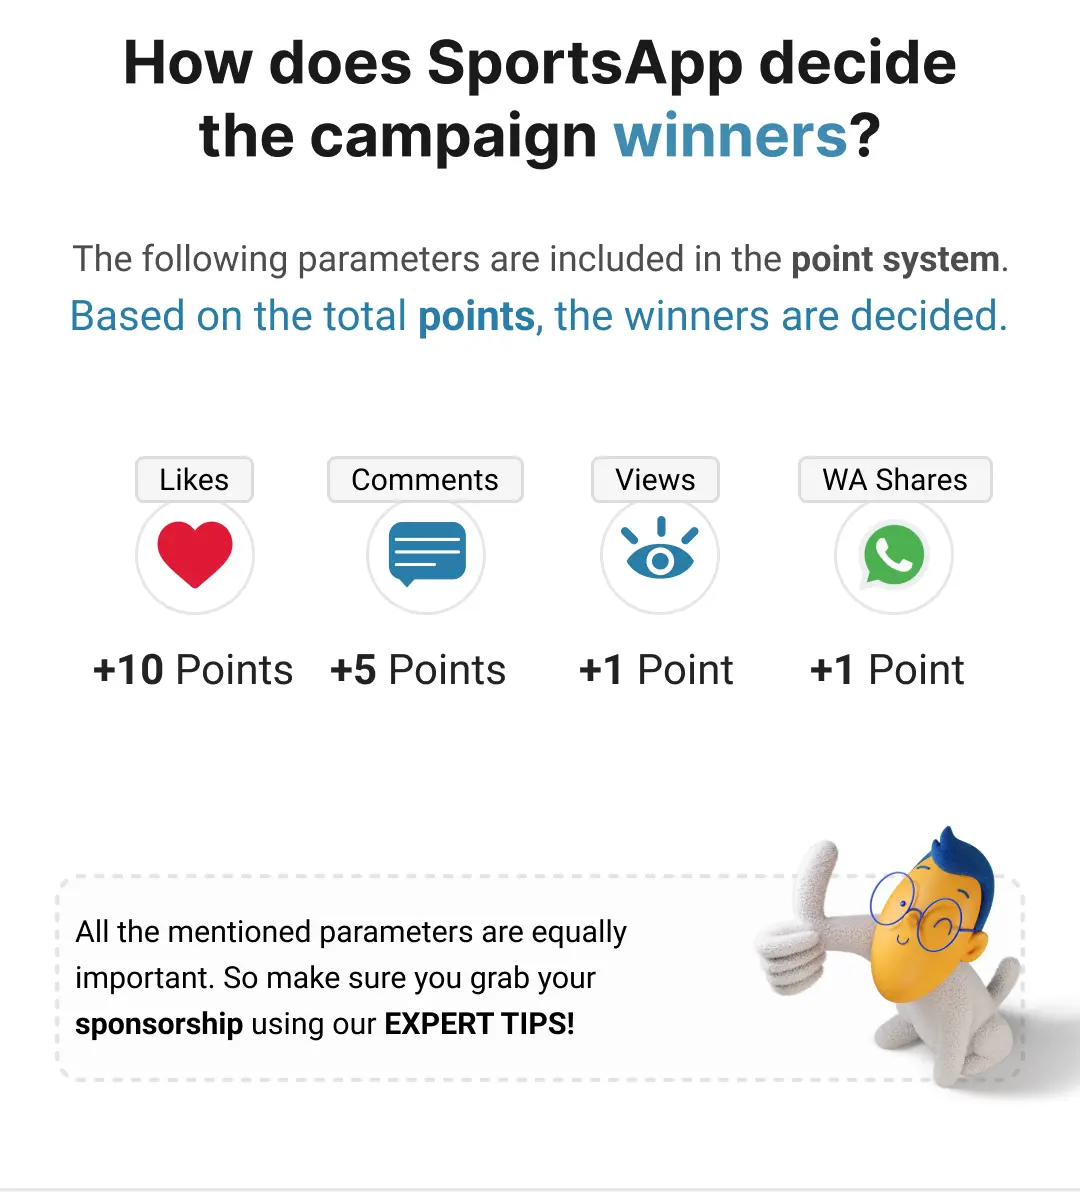 How does SportsApp decide
the campaign winners?
The following parameters are included in the point system.
Based on the total points, the winners are decided.
Likes
Comments
Views
WA Shares
+10 Points
+5 Points
+1 Point
+1 Point
All the mentioned parameters are equally
important. So make sure you grab your
sponsorship using our EXPERT TIPS!